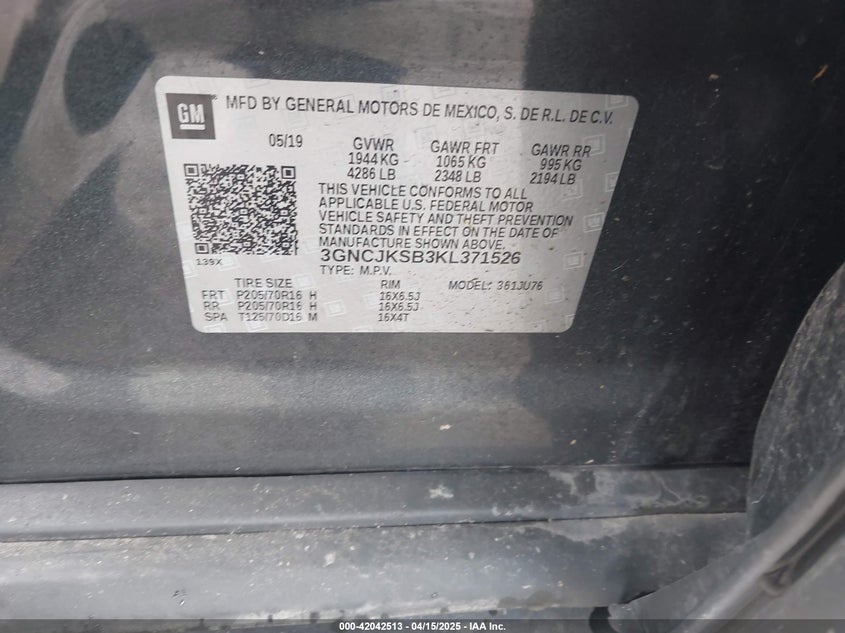 GM
MFD BY GENERAL MOTORS DE MEXICO, S. DE R.L. DE C.V.
05/19 GVWR GAWR FRT GAWR RR
1944 KG 1065 KG 995 KG
4286 LB 2348 LB 2194 LB
THIS VEHICLE CONFORMS TO ALL
APPLICABLE U.S. FEDERAL MOTOR
VEHICLE SAFETY AND THEFT PREVENTION
STANDARDS IN EFFECT ON THE DATE OF
MANUFACTURE SHOWN ABOVE.
139X
3GNCJKSB3KL371526
TYPE: M.P.V.
TIRE SIZE RIM MODEL: 361JU76
FRT P205/70R16 H 16X6.5J
RR P205/70R16 H 16X6.5J
SPA T125/70D16 M 16X4T
000-42042513 - 04/15/2025 - IAA Inc.